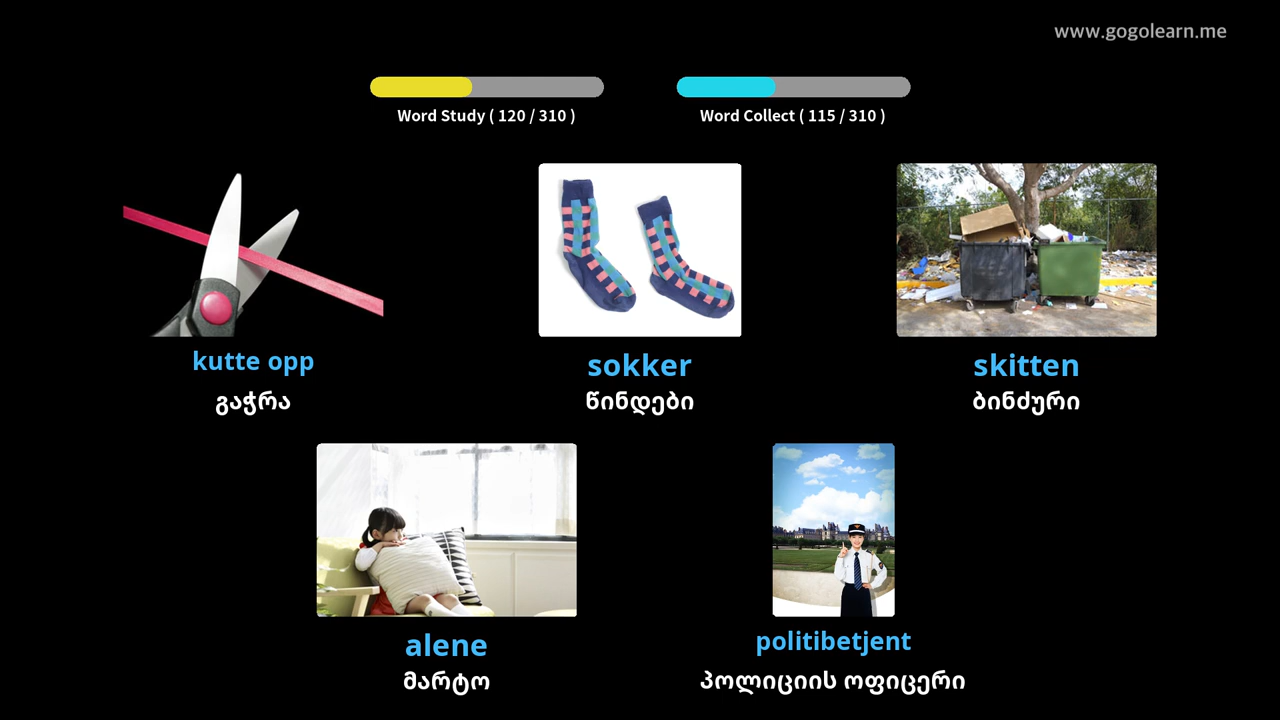 www.gogolearn.me
Word Study ( 120 / 310 )
Word Collect ( 115 / 310 )
kutte opp
გაჭრა
sokker
წინდები
skitten
ბინძური
alene
მარტო
politibetjent
პოლიციის ოფიცერი